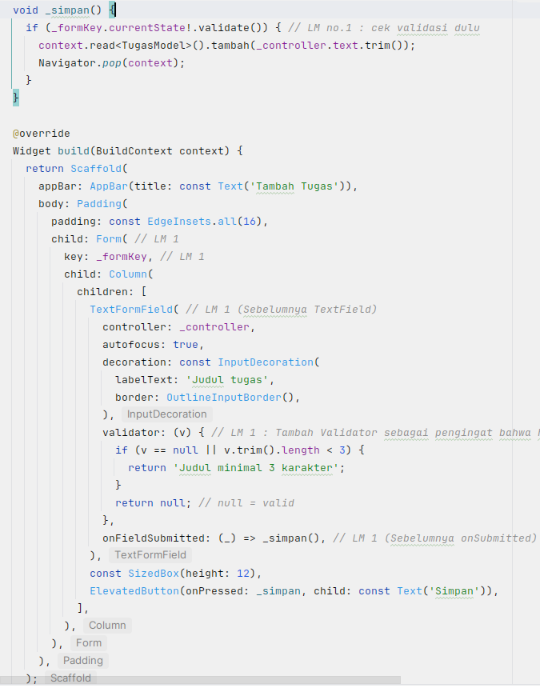 void _simpan() {
if (_formKey.currentState!.validate()) { // LM no.1 : cek validasi dulu
context.read<TugasModel>().tambah(_controller.text.trim());
Navigator.pop(context);
}
}
@override
Widget build(BuildContext context) {
return Scaffold(
appBar: AppBar(title: const Text('Tambah Tugas')),
body: Padding(
padding: const EdgeInsets.all(16),
child: Form( // LM 1
key: _formKey, // LM 1
child: Column(
children: [
TextFormField( // LM 1 (Sebelumnya TextField)
controller: _controller,
autofocus: true,
decoration: const InputDecoration(
labelText: 'Judul tugas',
border: OutlineInputBorder(),
), InputDecoration
validator: (v) { // LM 1 : Tambah Validator sebagai pengingat bahwa
if (v == null || v.trim().length < 3) {
return 'Judul minimal 3 karakter';
}
return null; // null = valid
},
onFieldSubmitted: (_) => _simpan(), // LM 1 (Sebelumnya onSubmitted)
), TextFormField
const SizedBox(height: 12),
ElevatedButton(onPressed: _simpan, child: const Text('Simpan')),
],
), Column
), Form
), Padding
); Scaffold